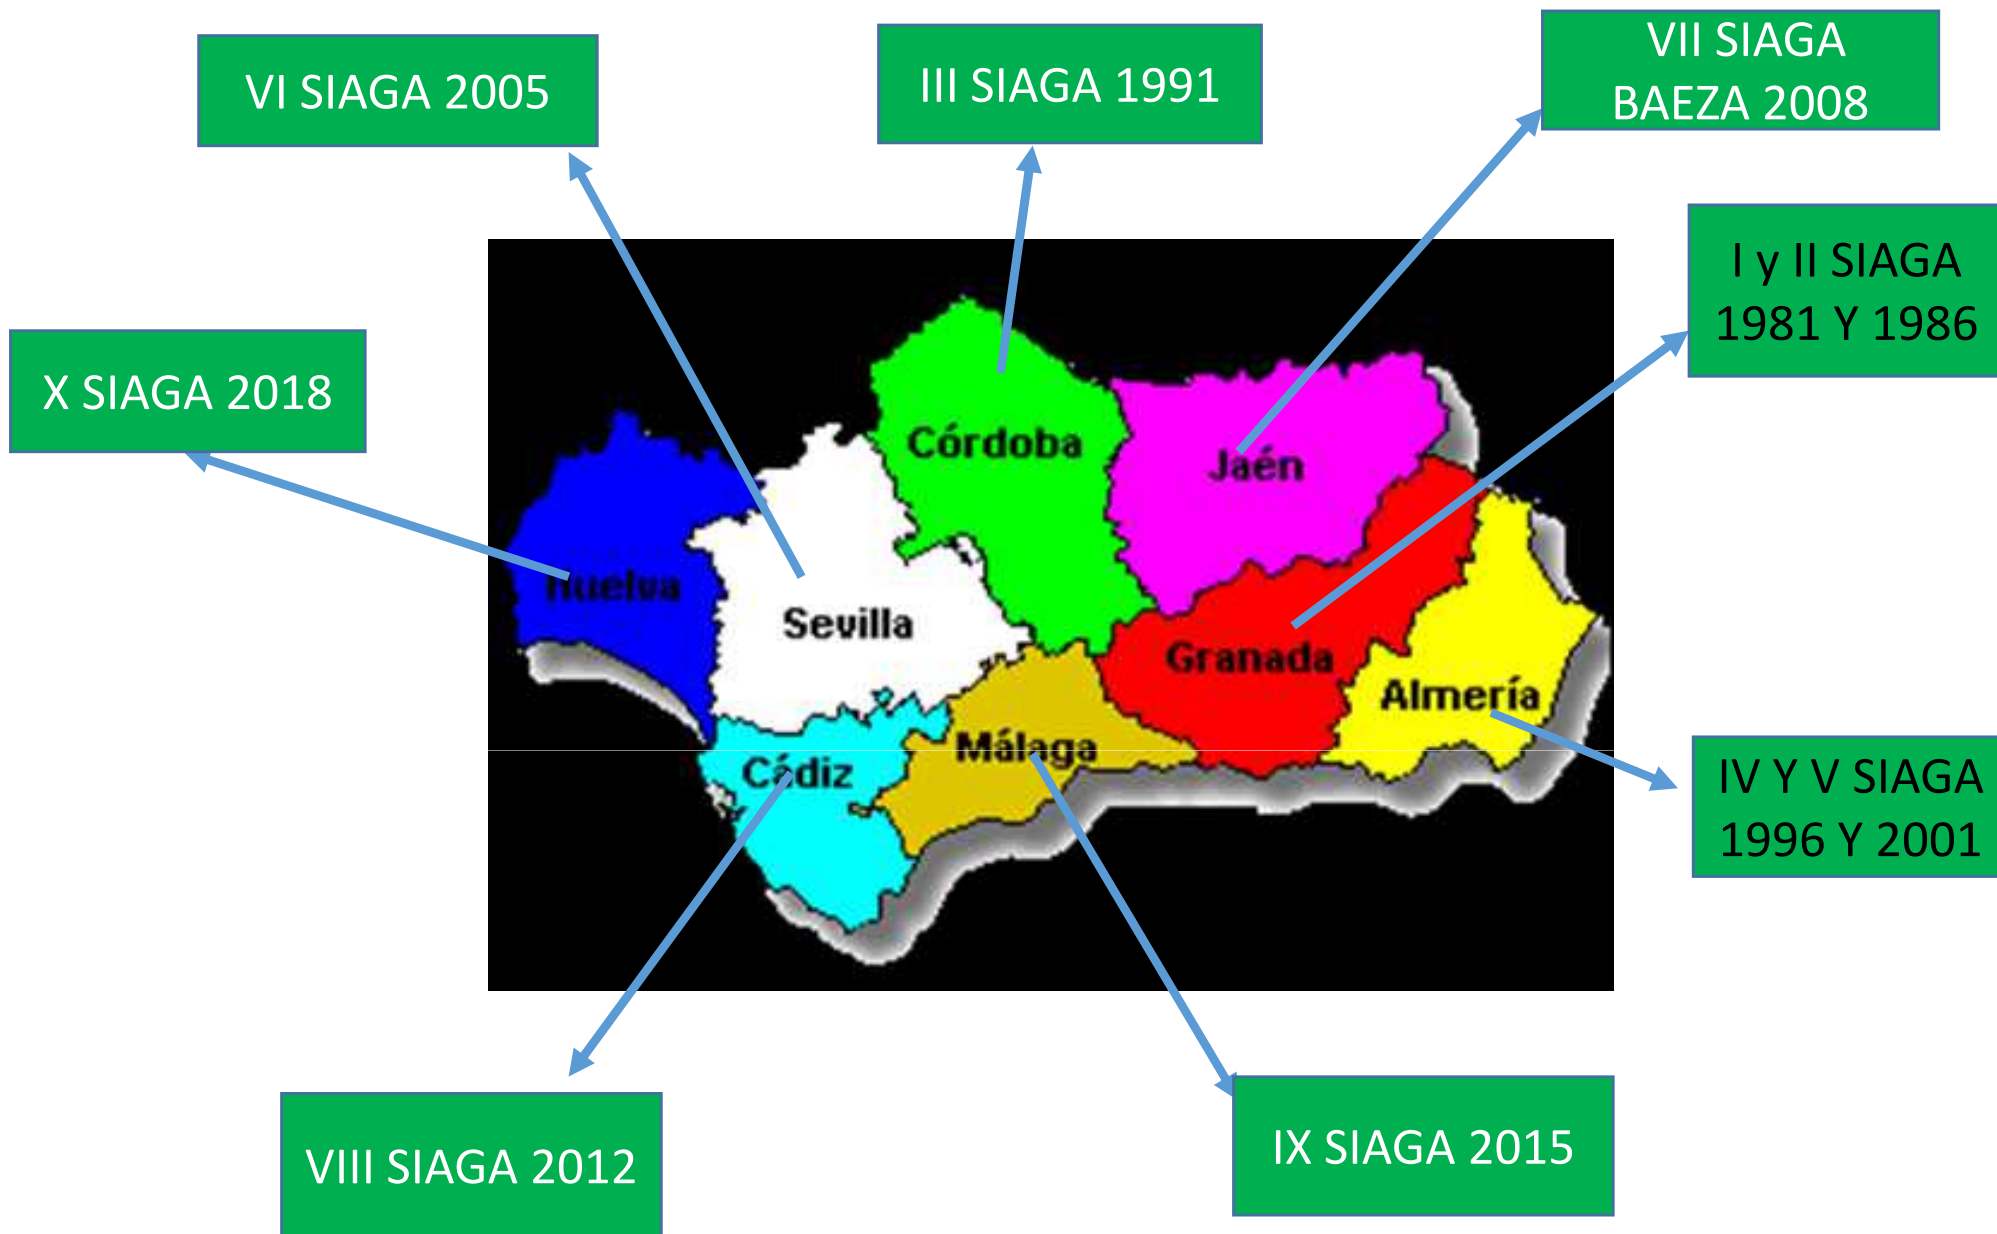 VI SIAGA 2005
III SIAGA 1991
VII SIAGA
BAEZA 2008
I y II SIAGA
1981 Y 1986
X SIAGA 2018
Córdoba
Jaén
Huelva
Sevilla
Granada
Almería
Málaga
Cádiz
IV Y V SIAGA
1996 Y 2001
VIII SIAGA 2012
IX SIAGA 2015